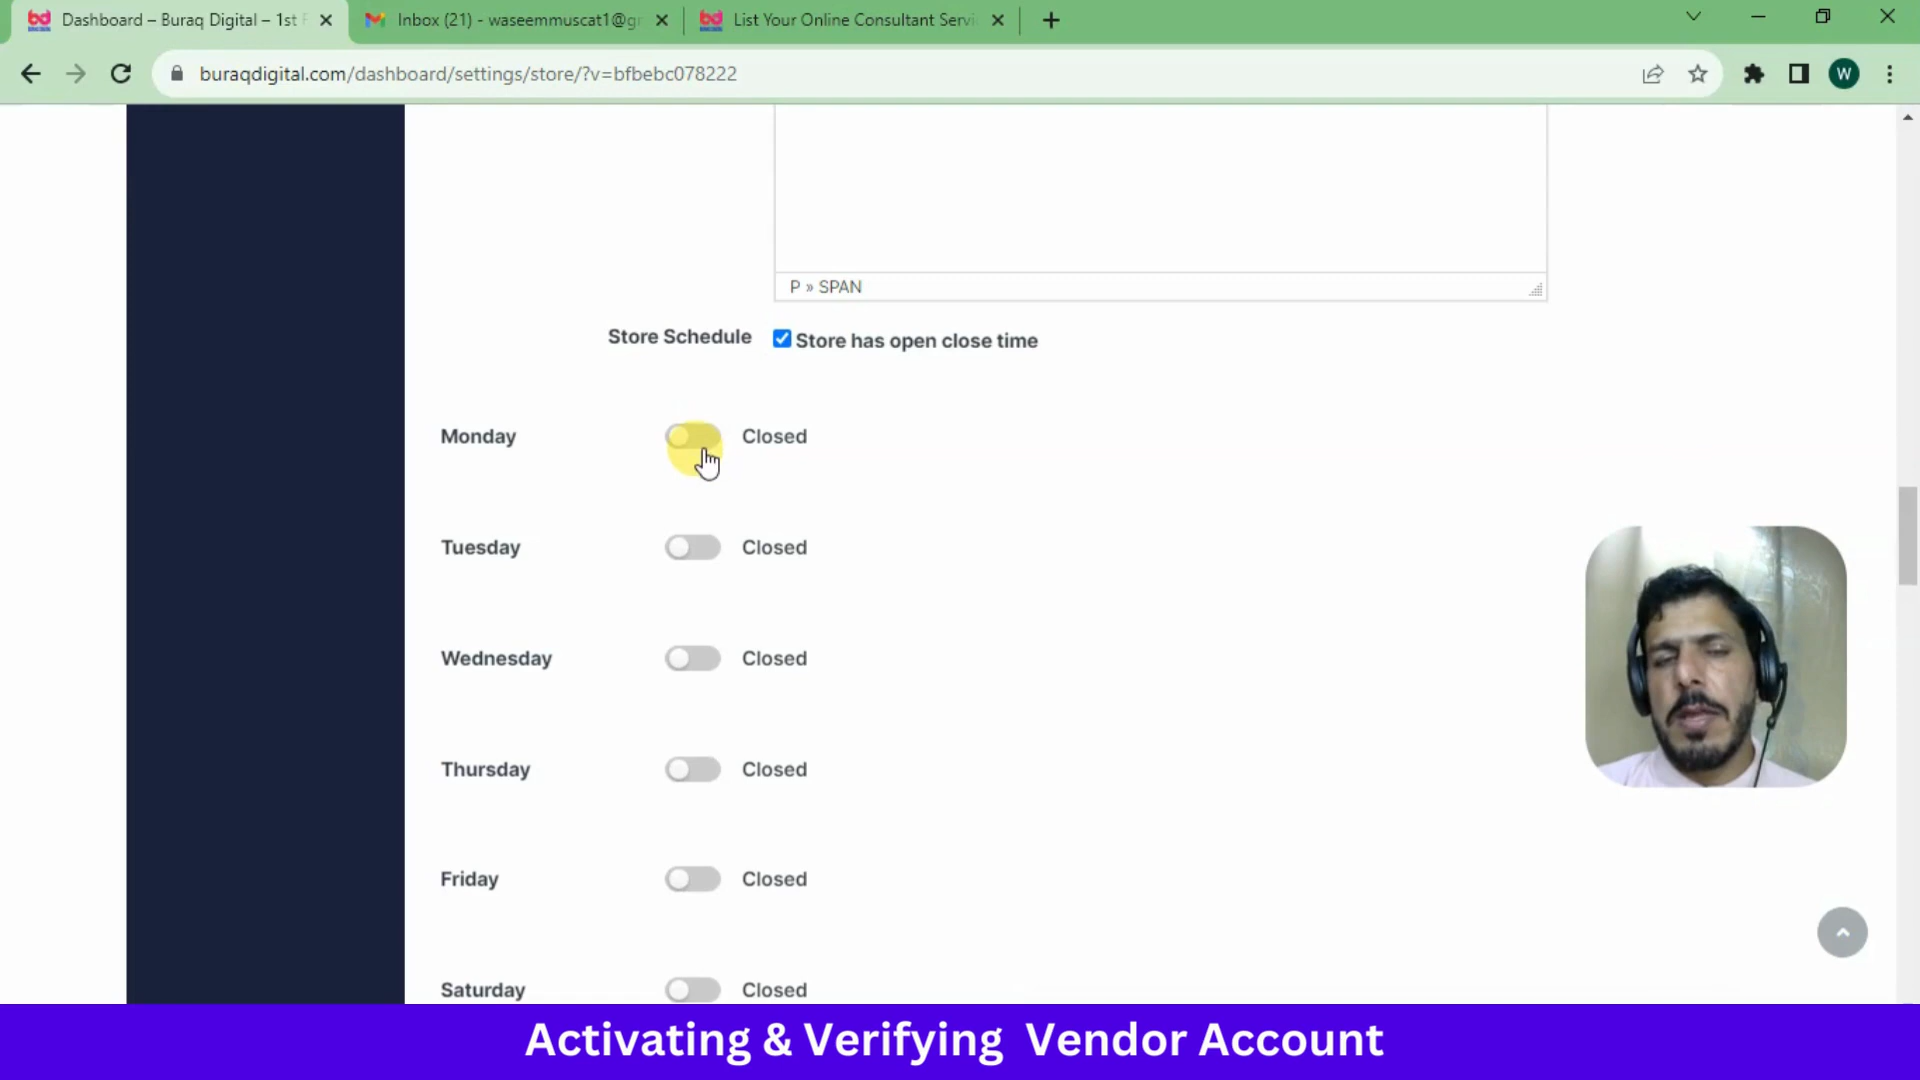 Dashboard – Buraq Digital – 1st
Inbox (21) - waseemmuscat1@gr
List Your Online Consultant Servi
buraqdigital.com/dashboard/settings/store/?v=bfbebc078222
W
P » SPAN
Store Schedule
Store has open close time
Monday
Closed
Tuesday
Closed
Wednesday
Closed
Thursday
Closed
Friday
Closed
Saturday
Closed
Activating & Verifying Vendor Account